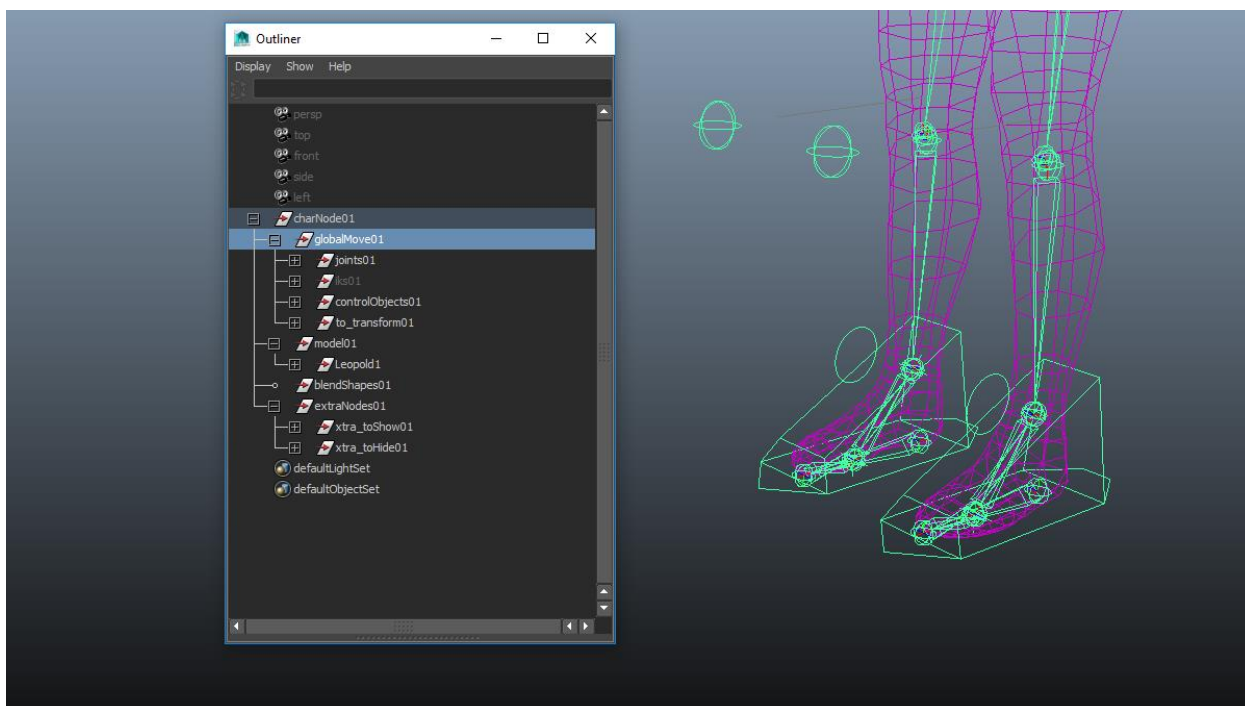 Outliner
Display Show Help
persp
top
front
side
left
charNode01
globalMove01
joints01
iks01
controlObjects01
to_transform01
model01
Leopold1
blendShapes01
extraNodes01
xtra_toShow01
xtra_toHide01
defaultLightSet
defaultObjectSet